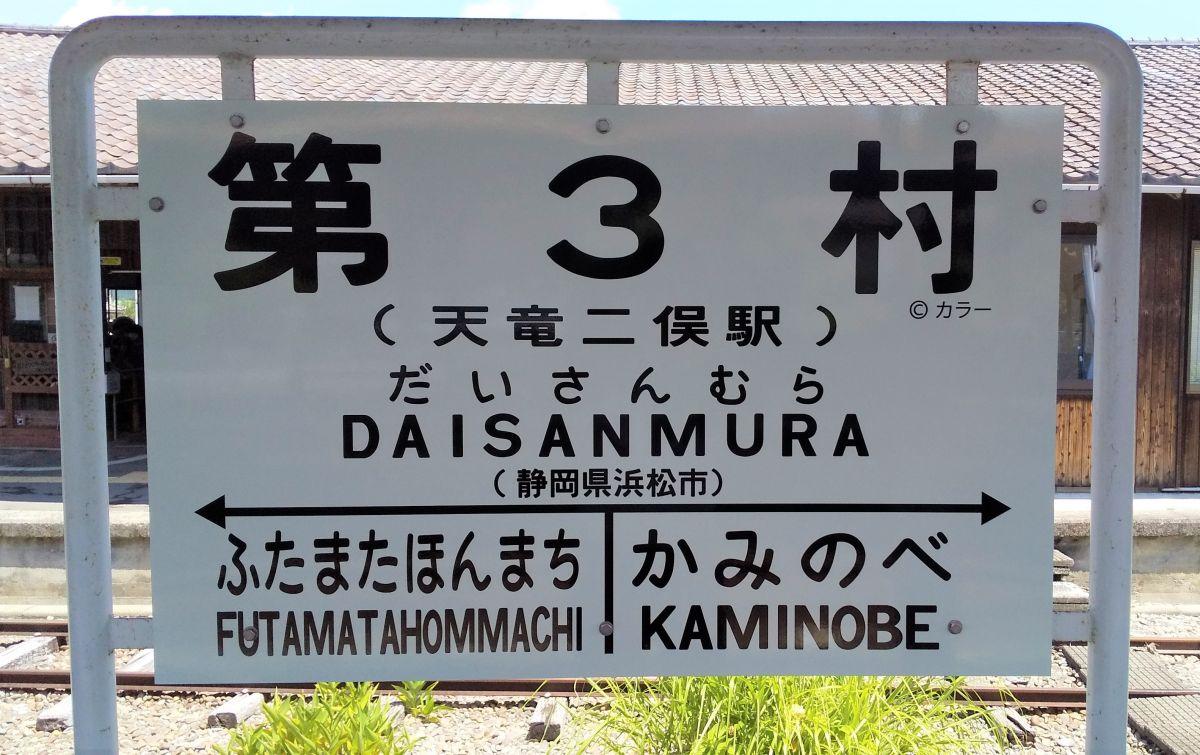 第3村
© カラー
(天竜二俣駅)
だいさんむら
DAISANMURA
(静岡県浜松市)
ふたまたほんまち かみのべ
FUTAMATAHOMMACHI KAMINOBE